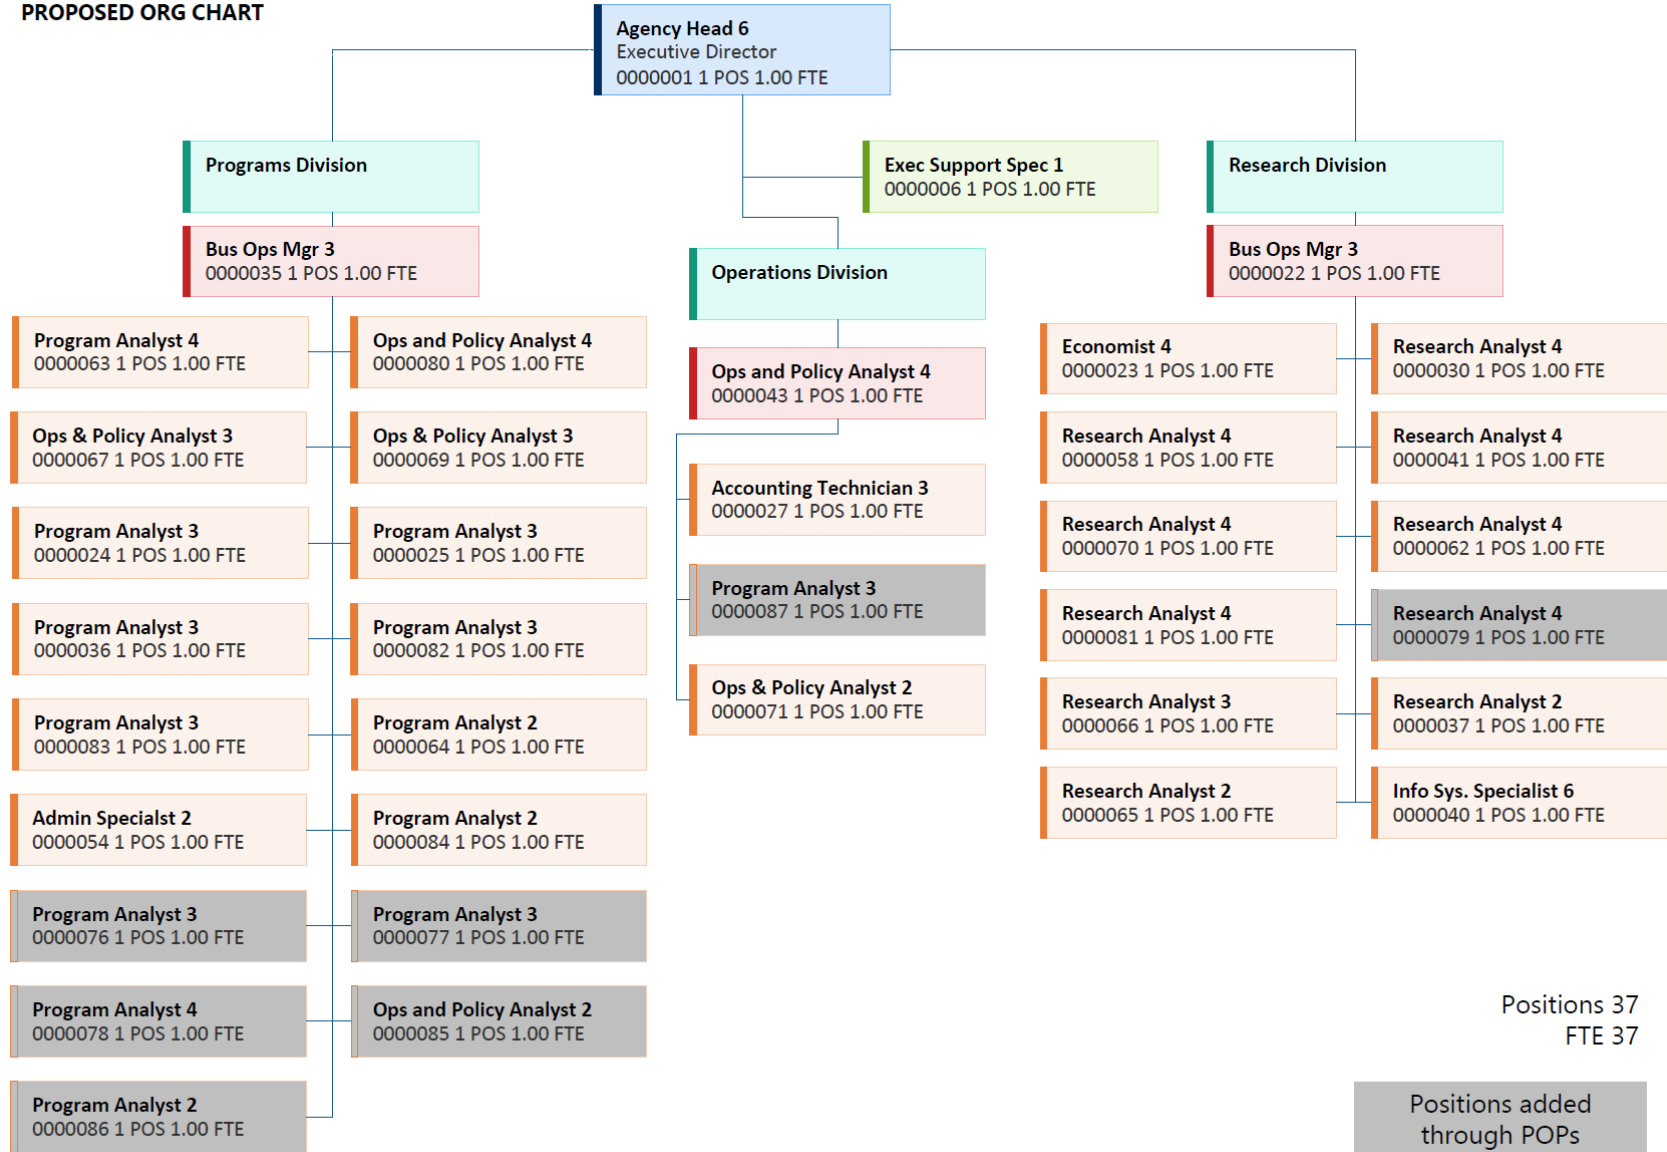 PROPOSED ORG CHART
Agency Head 6
Executive Director
0000001 1 POS 1.00 FTE
Programs Division
Exec Support Spec 1
0000006 1 POS 1.00 FTE
Research Division
Bus Ops Mgr 3
0000035 1 POS 1.00 FTE
Operations Division
Bus Ops Mgr 3
0000022 1 POS 1.00 FTE
Program Analyst 4
0000063 1 POS 1.00 FTE
Ops and Policy Analyst 4
0000080 1 POS 1.00 FTE
Ops & Policy Analyst 3
0000067 1 POS 1.00 FTE
Ops & Policy Analyst 3
0000069 1 POS 1.00 FTE
Program Analyst 3
0000024 1 POS 1.00 FTE
Program Analyst 3
0000025 1 POS 1.00 FTE
Program Analyst 3
0000036 1 POS 1.00 FTE
Program Analyst 3
0000082 1 POS 1.00 FTE
Program Analyst 3
0000083 1 POS 1.00 FTE
Program Analyst 2
0000064 1 POS 1.00 FTE
Admin Specialst 2
0000054 1 POS 1.00 FTE
Program Analyst 2
0000084 1 POS 1.00 FTE
Program Analyst 3
0000076 1 POS 1.00 FTE
Program Analyst 3
0000077 1 POS 1.00 FTE
Program Analyst 4
0000078 1 POS 1.00 FTE
Ops and Policy Analyst 2
0000085 1 POS 1.00 FTE
Program Analyst 2
0000086 1 POS 1.00 FTE
Ops and Policy Analyst 4
0000043 1 POS 1.00 FTE
Accounting Technician 3
0000027 1 POS 1.00 FTE
Program Analyst 3
0000087 1 POS 1.00 FTE
Ops & Policy Analyst 2
0000071 1 POS 1.00 FTE
Economist 4
0000023 1 POS 1.00 FTE
Research Analyst 4
0000030 1 POS 1.00 FTE
Research Analyst 4
0000058 1 POS 1.00 FTE
Research Analyst 4
0000041 1 POS 1.00 FTE
Research Analyst 4
0000070 1 POS 1.00 FTE
Research Analyst 4
0000062 1 POS 1.00 FTE
Research Analyst 4
0000081 1 POS 1.00 FTE
Research Analyst 4
0000079 1 POS 1.00 FTE
Research Analyst 3
0000066 1 POS 1.00 FTE
Research Analyst 2
0000037 1 POS 1.00 FTE
Research Analyst 2
0000065 1 POS 1.00 FTE
Info Sys. Specialist 6
0000040 1 POS 1.00 FTE
Positions 37
FTE 37
Positions added
through POPs